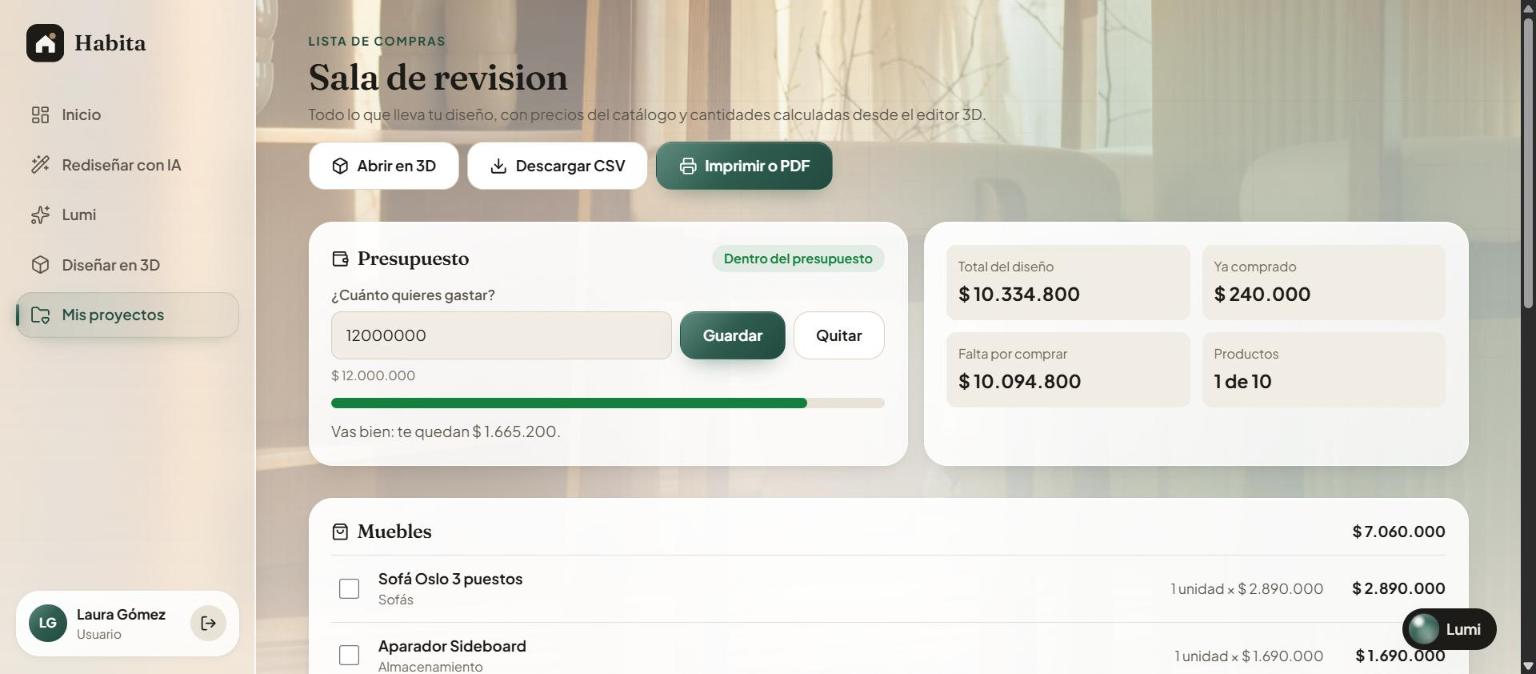 Habita
Inicio
Rediseñar con IA
Lumi
Diseñar en 3D
Mis proyectos
LG
Laura Gómez
Usuario
LISTA DE COMPRAS
Sala de revision
Todo lo que lleva tu diseño, con precios del catálogo y cantidades calculadas desde el editor 3D.
Abrir en 3D
Descargar CSV
Imprimir o PDF
Presupuesto
Dentro del presupuesto
¿Cuánto quieres gastar?
12000000
Guardar
Quitar
$ 12.000.000
Vas bien: te quedan $ 1.665.200.
Total del diseño
$ 10.334.800
Ya comprado
$ 240.000
Falta por comprar
$ 10.094.800
Productos
1 de 10
Muebles
$ 7.060.000
Sofá Oslo 3 puestos
Sofás
1 unidad × $ 2.890.000
$ 2.890.000
Aparador Sideboard
Almacenamiento
1 unidad × $ 1.690.000
$ 1.690.000
Lumi